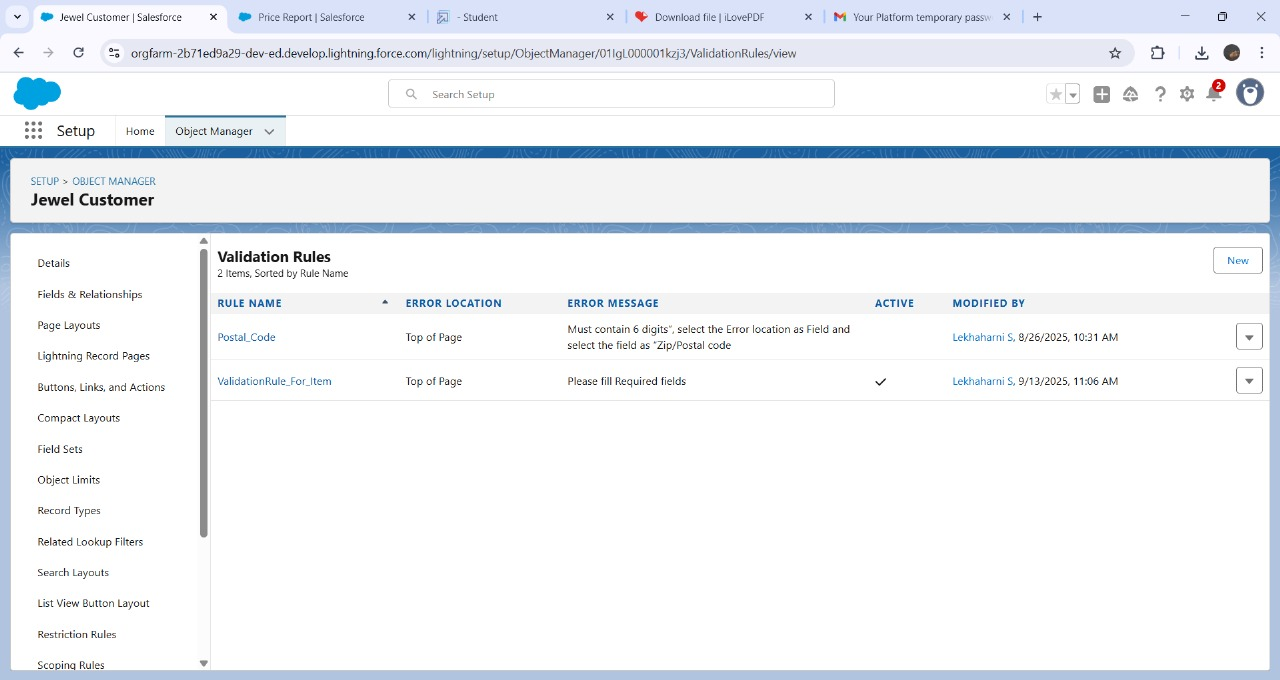 Jewel Customer | Salesforce
Price Report | Salesforce
- Student
Download file | iLovePDF
Your Platform temporary passw
orgfarm-2b71ed9a29-dev-ed.develop.lightning.force.com/lightning/setup/ObjectManager/01IgL000001kzj3/ValidationRules/view
Search Setup
2
Setup
Home
Object Manager
SETUP > OBJECT MANAGER
Jewel Customer
Details
Fields & Relationships
Page Layouts
Lightning Record Pages
Buttons, Links, and Actions
Compact Layouts
Field Sets
Object Limits
Record Types
Related Lookup Filters
Search Layouts
List View Button Layout
Restriction Rules
Scoping Rules
Validation Rules
2 Items, Sorted by Rule Name
New
RULE NAME ERROR LOCATION ERROR MESSAGE ACTIVE MODIFIED BY
Postal_Code Top of Page Must contain 6 digits", select the Error location as Field and select the field as "Zip/Postal code Lekhaharni S, 8/26/2025, 10:31 AM
ValidationRule_For_Item Top of Page Please fill Required fields Lekhaharni S, 9/13/2025, 11:06 AM